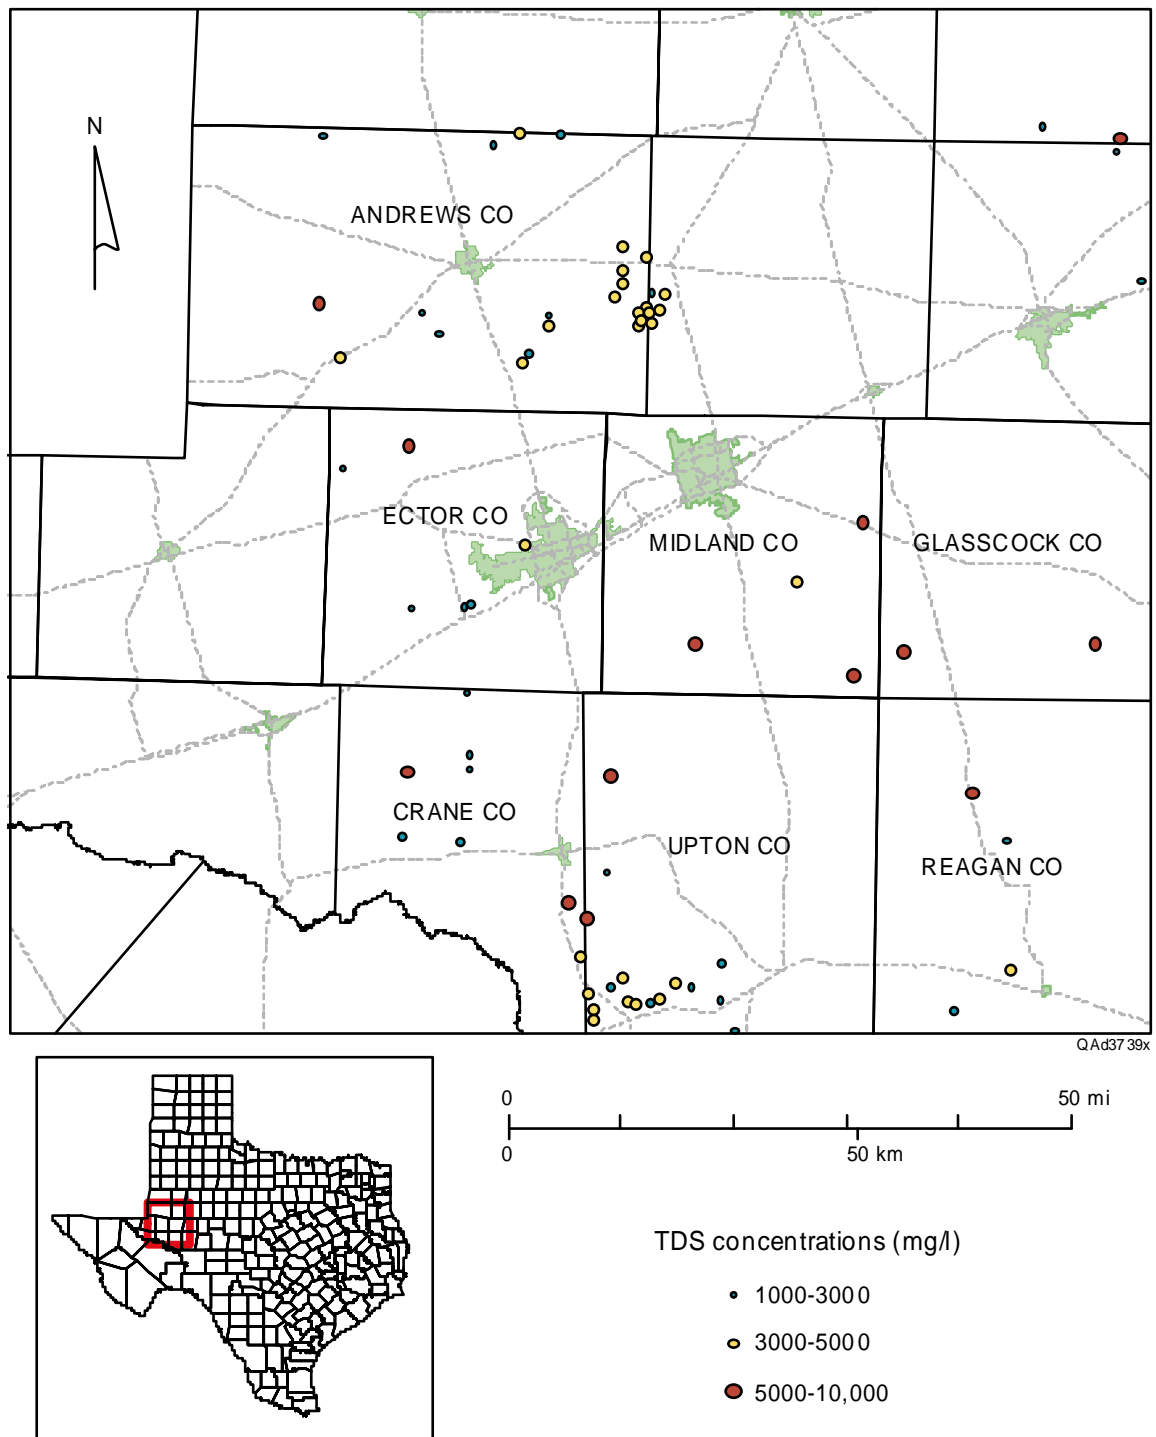 N
ANDREWS CO
ECTOR CO
MIDLAND CO
GLASSCOCK CO
CRANE CO
UPTON CO
REAGAN CO
QAd3739x
0
50 mi
0
50 km
TDS concentrations (mg/l)
1000-3000
3000-5000
5000-10,000